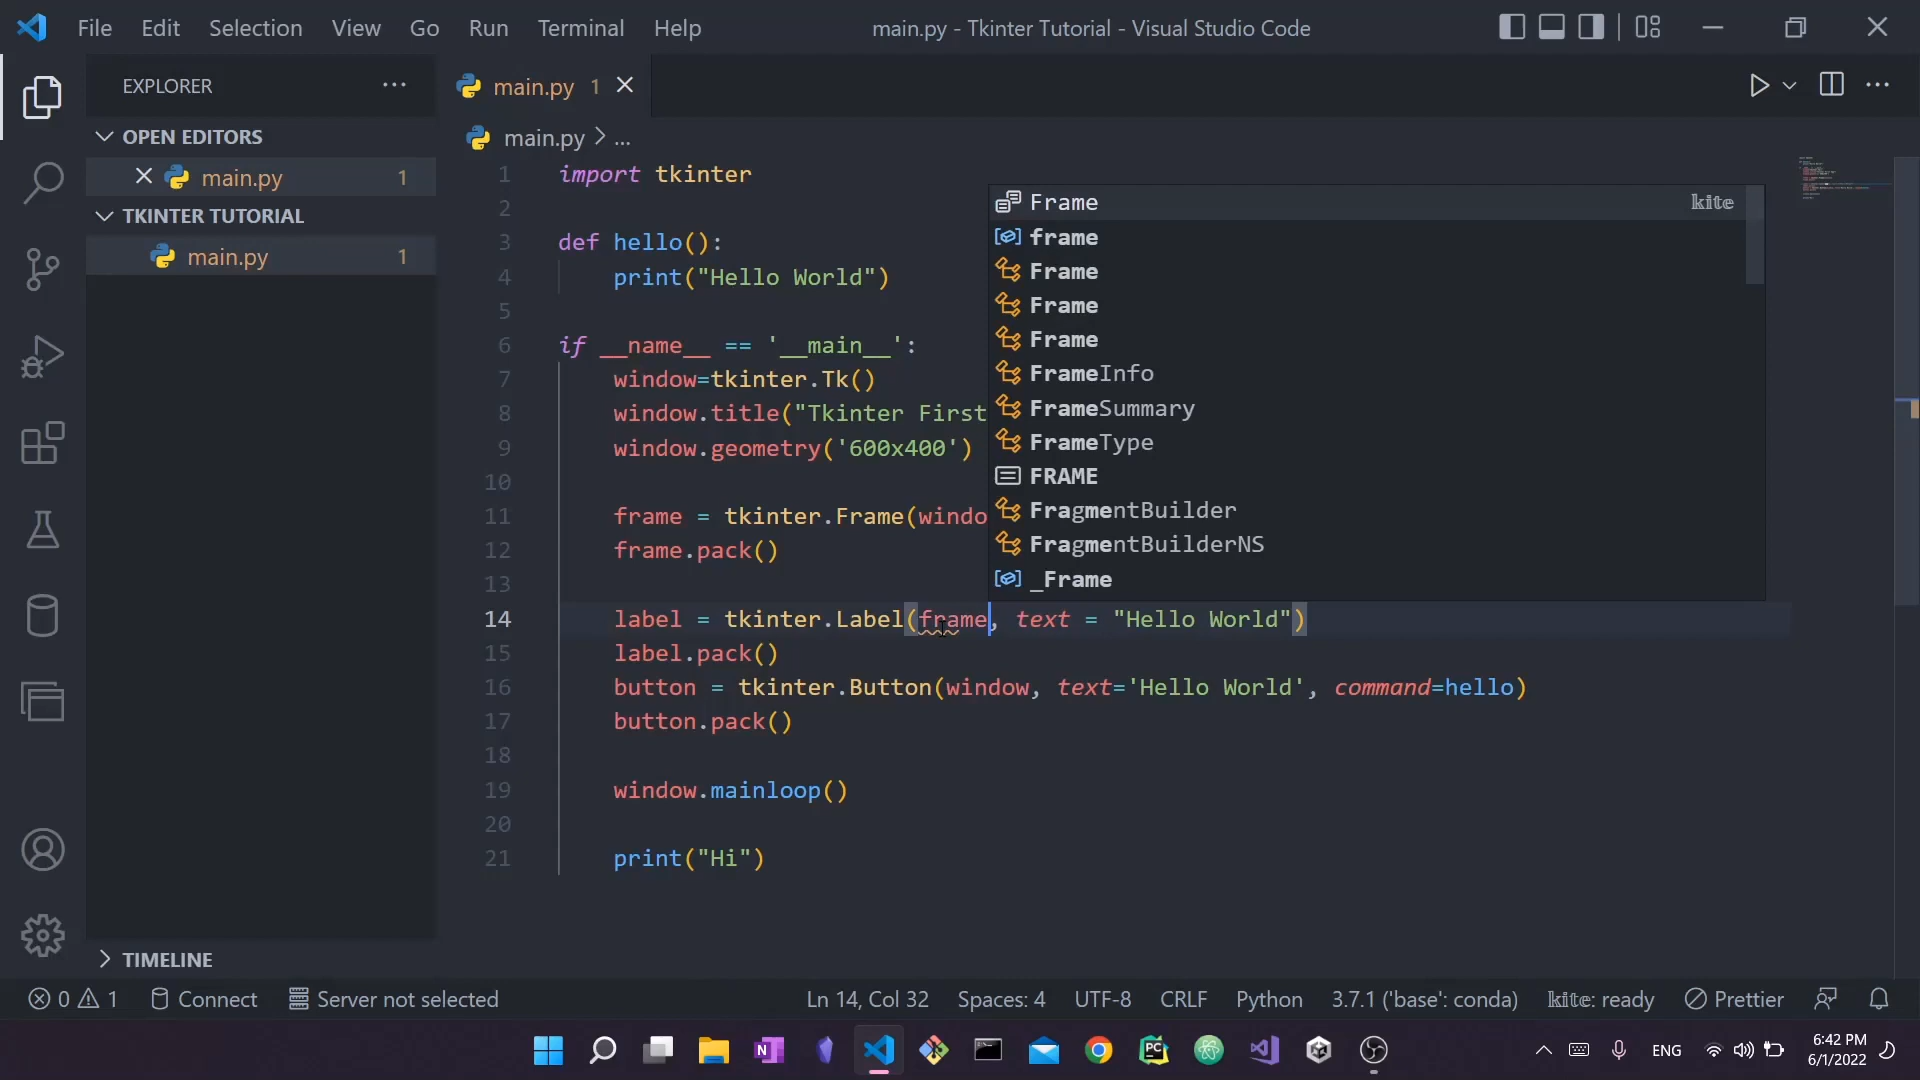 File Edit Selection View Go Run Terminal Help main.py - Tkinter Tutorial - Visual Studio Code
EXPLORER
OPEN EDITORS
main.py 1
TKINTER TUTORIAL
main.py 1
TIMELINE
main.py 1
main.py > ...
1 import tkinter
2
3 def hello():
4 print("Hello World")
5
6 if __name__ == '__main__':
7 window=tkinter.Tk()
8 window.title("Tkinter First
9 window.geometry('600x400')
10
11 frame = tkinter.Frame(windo
12 frame.pack()
13
14 label = tkinter.Label(frame, text = "Hello World")
15 label.pack()
16 button = tkinter.Button(window, text='Hello World', command=hello)
17 button.pack()
18
19 window.mainloop()
20
21 print("Hi")
Frame kite
frame
Frame
Frame
Frame
FrameInfo
FrameSummary
FrameType
FRAME
FragmentBuilder
FragmentBuilderNS
_Frame
0 1 Connect Server not selected Ln 14, Col 32 Spaces: 4 UTF-8 CRLF Python 3.7.1 ('base': conda) kite: ready Prettier
ENG 6:42 PM
6/1/2022